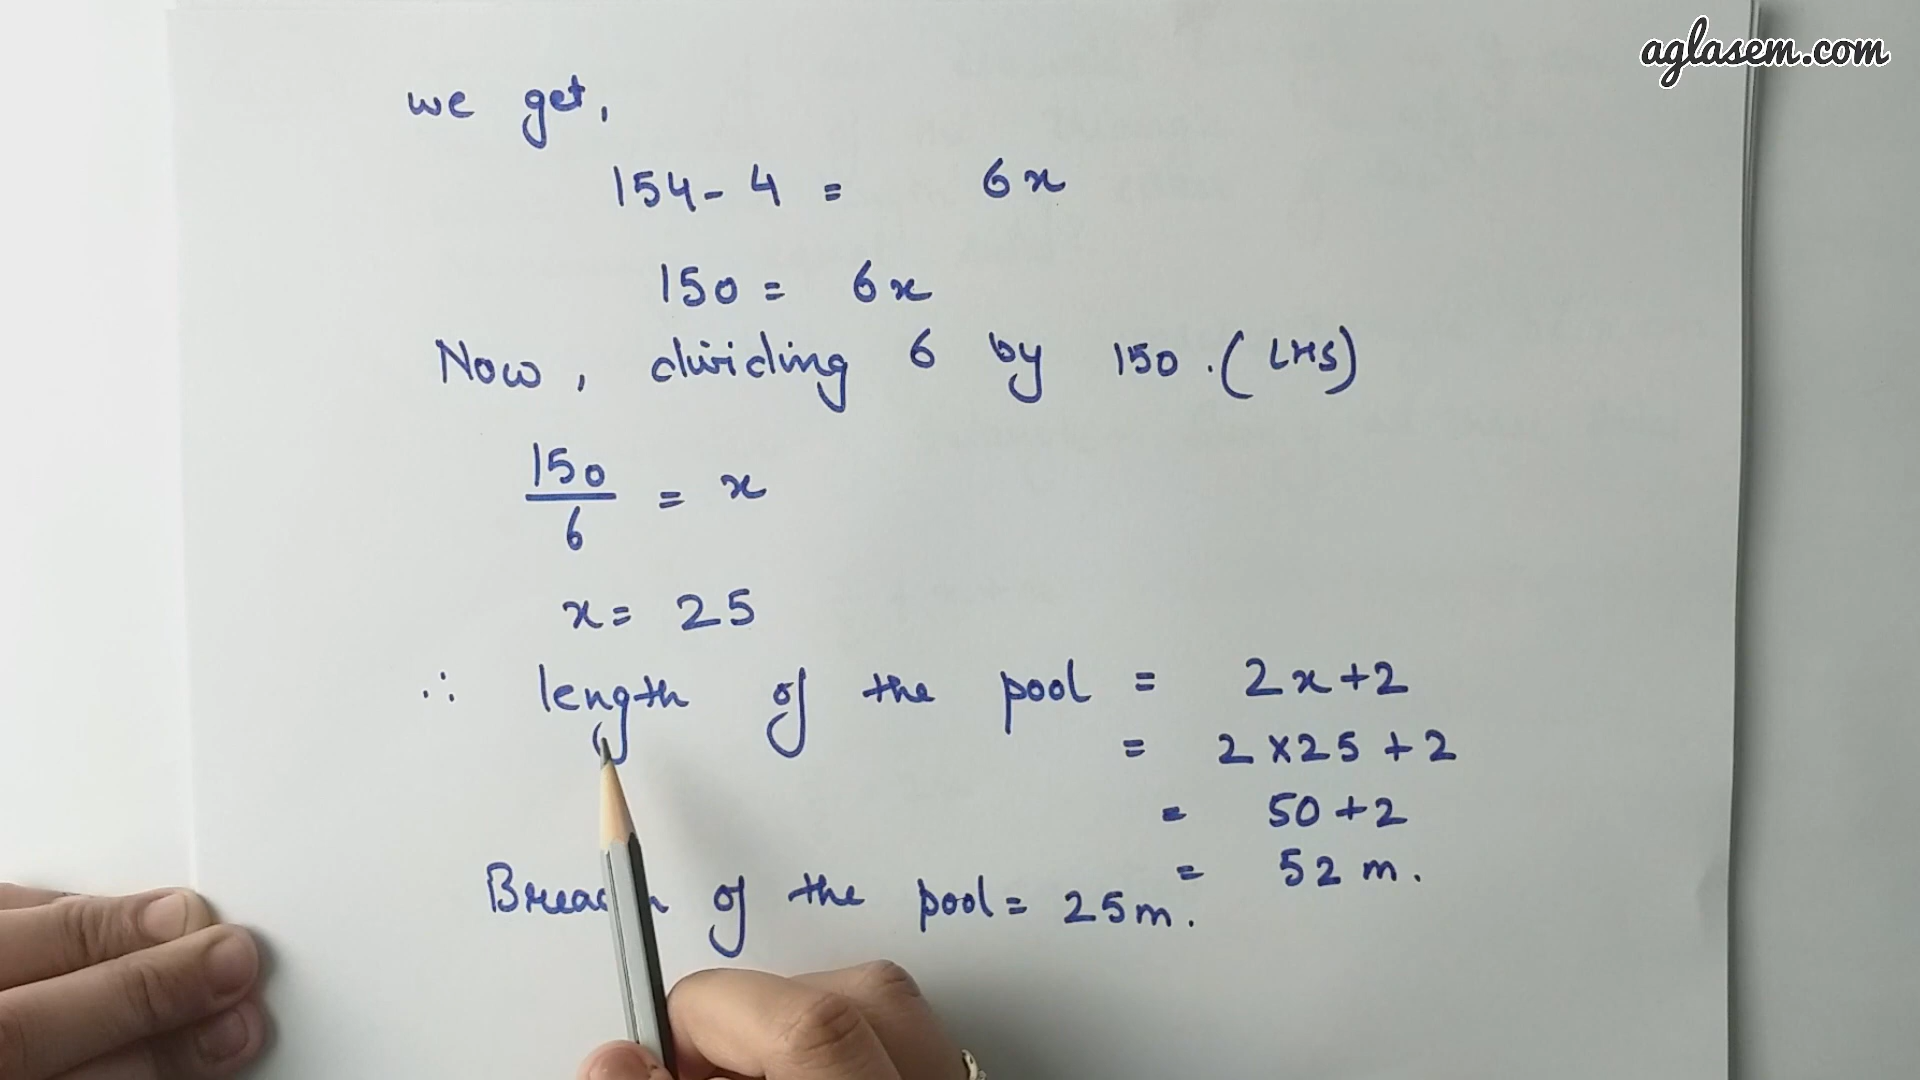 aglasem.com
we get,
154 - 4 = 6x
150 = 6x
Now, dividing 6 by 150. (LHS)
150/6 = x
x = 25
∴ length of the pool = 2x+2
= 2×25+2
= 50+2
= 52 m.
of the pool = 25m.